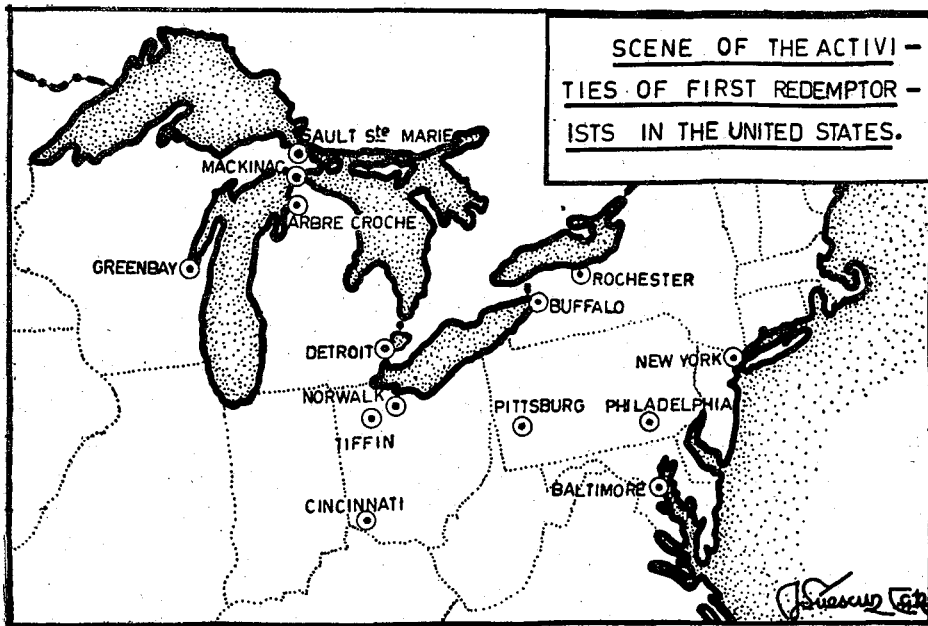 SCENE OF THE ACTIVI-
TIES OF FIRST REDEMPTOR-
ISTS IN THE UNITED STATES.
SAULT Ste MARIE
MACKINAC
ARBRE CROCHE
GREENBAY
ROCHESTER
BUFFALO
DETROIT
NEW YORK
NORWALK
PITTSBURG
PHILADELPHIA
TIFFIN
BALTIMORE
CINCINNATI